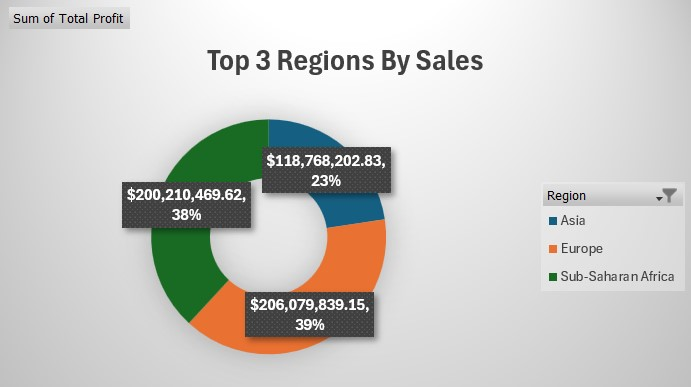 Sum of Total Profit
Top 3 Regions By Sales
$118,768,202.83,
23%
$200,210,469.62,
38%
$206,079,839.15,
39%
Region
Asia
Europe
Sub-Saharan Africa